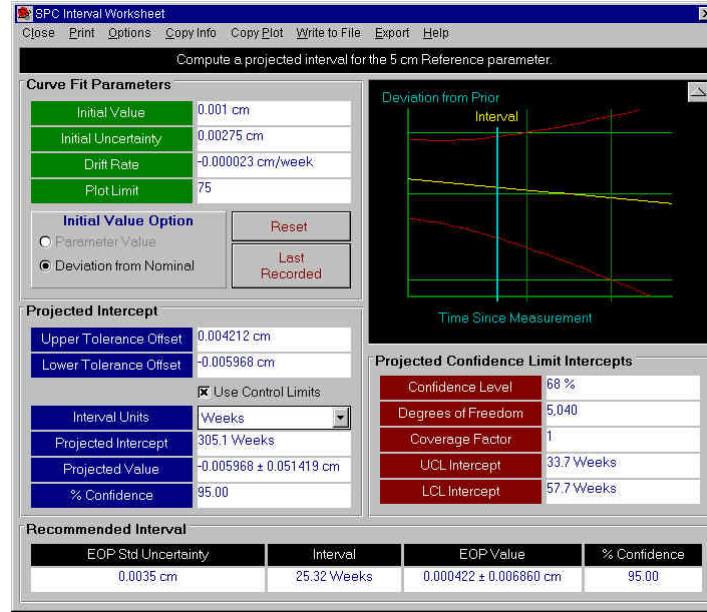 SPC Interval Worksheet
Close Print Options Copy Info Copy Plot Write to File Export Help
Compute a projected interval for the 5 cm Reference parameter.
Curve Fit Parameters
Initial Value 0.001 cm
Initial Uncertainty 0.00275 cm
Drift Rate -0.000023 cm/week
Plot Limit 75
Initial Value Option
Parameter Value
Deviation from Nominal
Reset
Last
Recorded
Deviation from Prior
Interval
Time Since Measurement
Projected Intercept
Upper Tolerance Offset 0.004212 cm
Lower Tolerance Offset -0.005968 cm
Use Control Limits
Interval Units Weeks
Projected Intercept 305.1 Weeks
Projected Value -0.005968 ± 0.051419 cm
% Confidence 95.00
Projected Confidence Limit Intercepts
Confidence Level 68 %
Degrees of Freedom 5,040
Coverage Factor 1
UCL Intercept 33.7 Weeks
LCL Intercept 57.7 Weeks
Recommended Interval
EOP Std Uncertainty Interval EOP Value % Confidence
0.0035 cm 25.32 Weeks 0.000422 ± 0.006860 cm 95.00